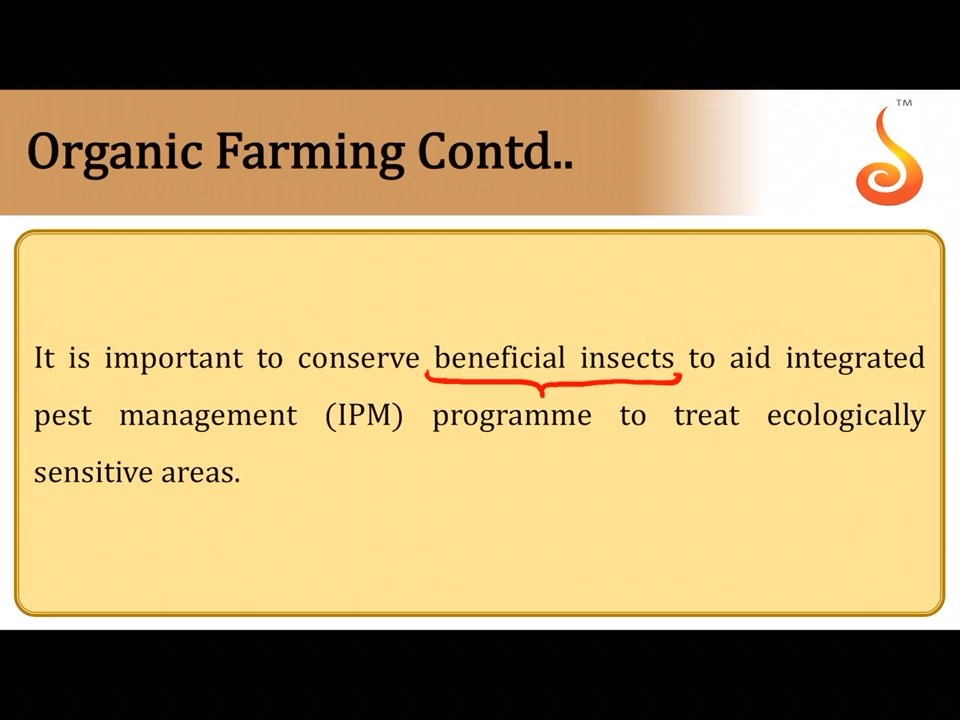 TM
Organic Farming Contd..
It is important to conserve beneficial insects to aid integrated
pest management (IPM) programme to treat ecologically
sensitive areas.